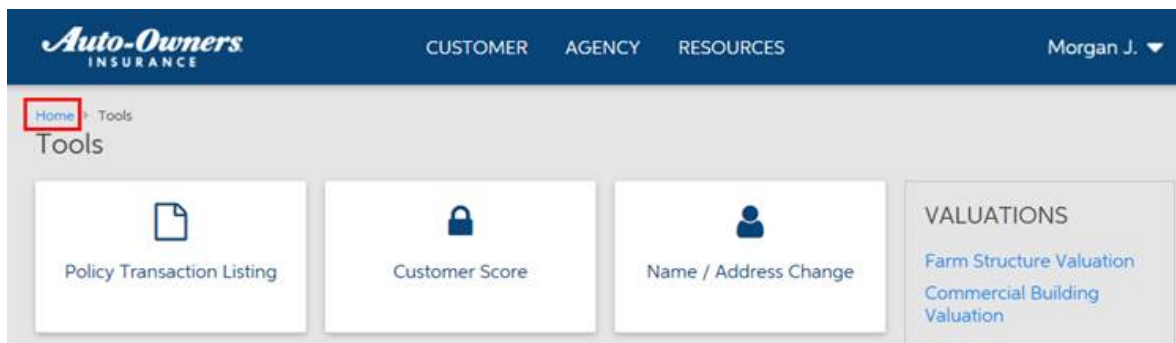 Auto-Owners
INSURANCE
CUSTOMER AGENCY RESOURCES
Morgan J.
Home Tools
Tools
Policy Transaction Listing
Customer Score
Name / Address Change
VALUATIONS
Farm Structure Valuation
Commercial Building
Valuation